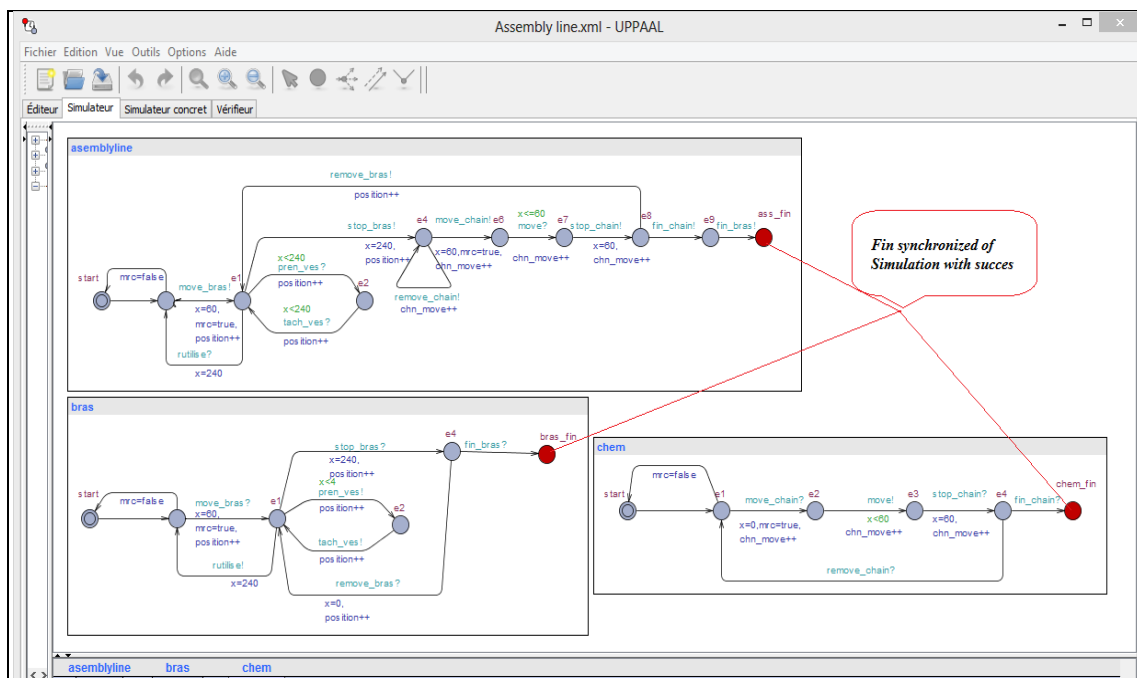 Assembly line.xml - UPPAAL
Fichier Edition Vue Outils Options Aide
Éditeur Simulateur Simulateur concret Vérifieur
asemblyline
remove_bras!
position++
start
mrc=false
move_bras!
e1
x=60,
mrc=true,
position++
rutilise?
x=240
x<240
pren_ves?
position++
e2
x<240
tach_ves?
position++
stop_bras!
x=240,
position++
e4
move_chain!
x=60,mrc=true,
chn_move++
remove_chain!
chn_move++
e6
x<=60
move?
chn_move++
e7
stop_chain!
x=60,
chn_move++
e8
fin_chain!
e9
fin_bras!
ass_fin
Fin synchronized of
Simulation with succes
bras
start
mrc=false
move_bras?
x=60,
mrc=true,
position++
rutilise!
x=240
e1
stop_bras?
x=240,
position++
x<4
pren_ves?
position++
e2
tach_ves!
position++
remove_bras?
x=0,
position++
e4
fin_bras?
bras_fin
chem
mrc=false
start
e1
move_chain?
x=0,mrc=true,
chn_move++
e2
move!
x<60
chn_move++
e3
stop_chain?
x=60,
chn_move++
e4
fin_chain?
chem_fin
remove_chain?
asemblyline bras chem